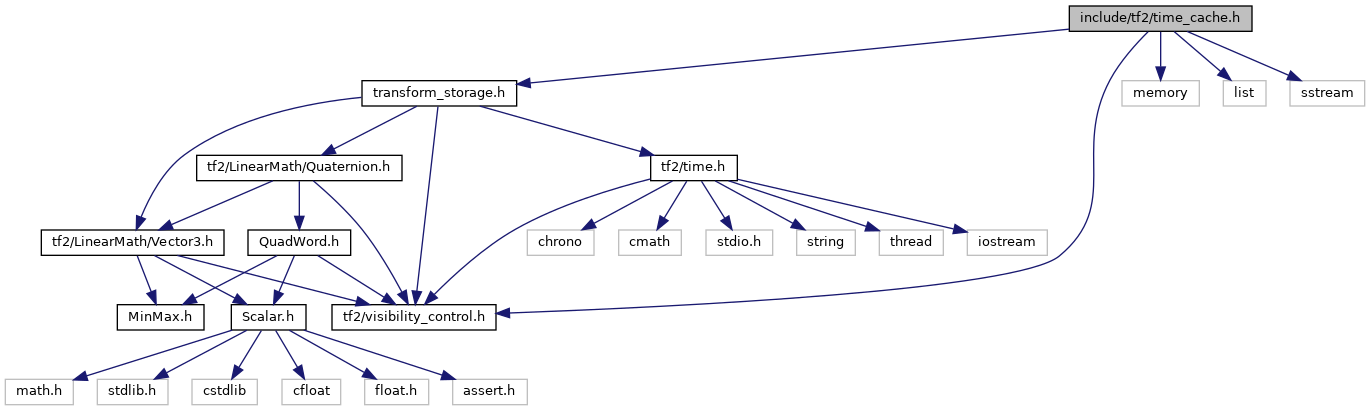 include/tf2/time_cache.h
transform_storage.h
memory
list
sstream
tf2/LinearMath/Quaternion.h
tf2/time.h
tf2/LinearMath/Vector3.h
QuadWord.h
chrono
cmath
stdio.h
string
thread
iostream
MinMax.h
Scalar.h
tf2/visibility_control.h
math.h
stdlib.h
cstdlib
cfloat
float.h
assert.h